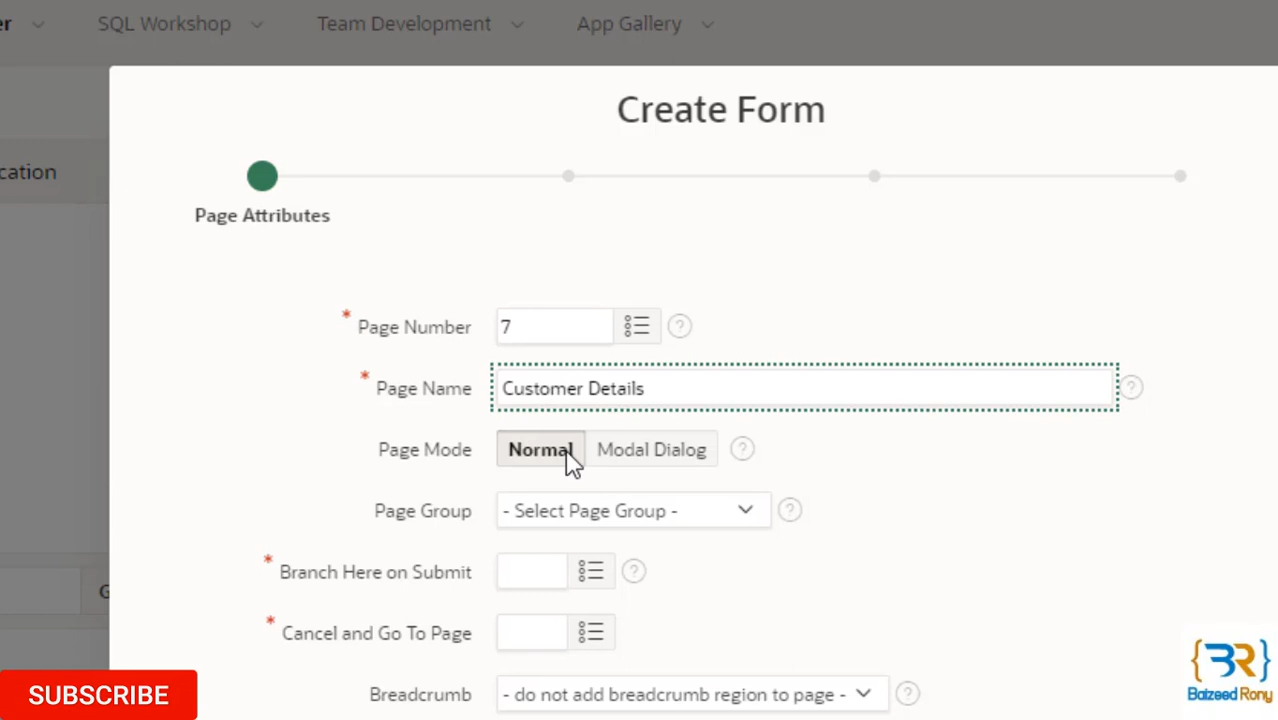 er SQL Workshop Team Development App Gallery
Create Form
cation
Page Attributes
* Page Number 7 ?
* Page Name Customer Details ?
Page Mode Normal Modal Dialog ?
Page Group - Select Page Group - ?
* Branch Here on Submit ?
G
* Cancel and Go To Page
Breadcrumb - do not add breadcrumb region to page - ?
SUBSCRIBE
{BR}
Baizeed Rony